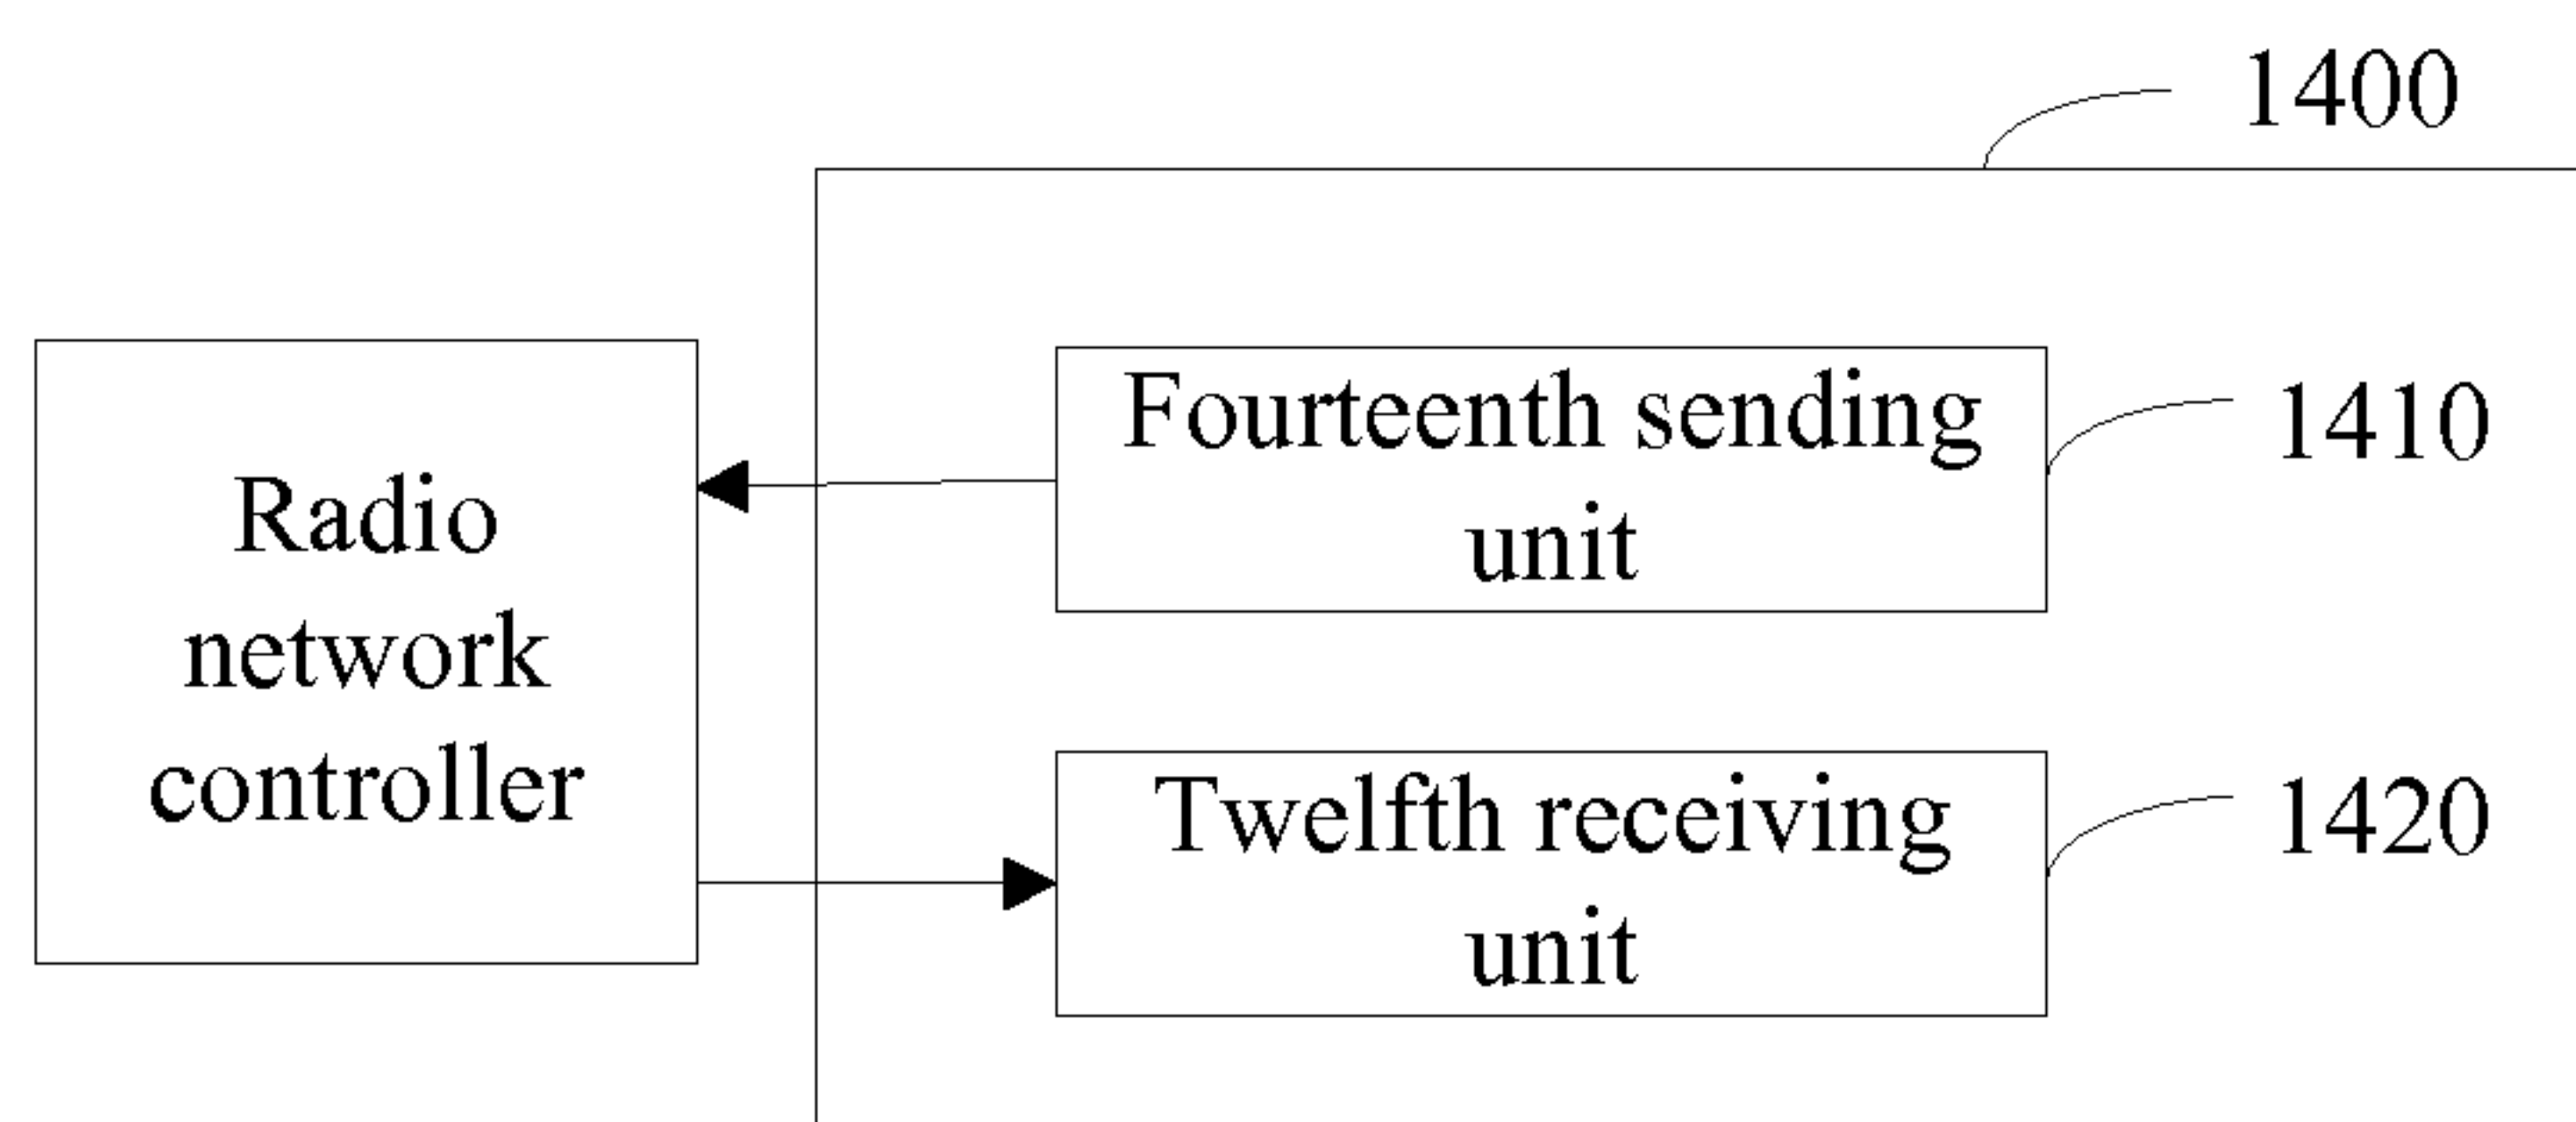 1400
Radio
network
controller
Fourteenth sending
unit
1410
Twelfth receiving
unit
1420